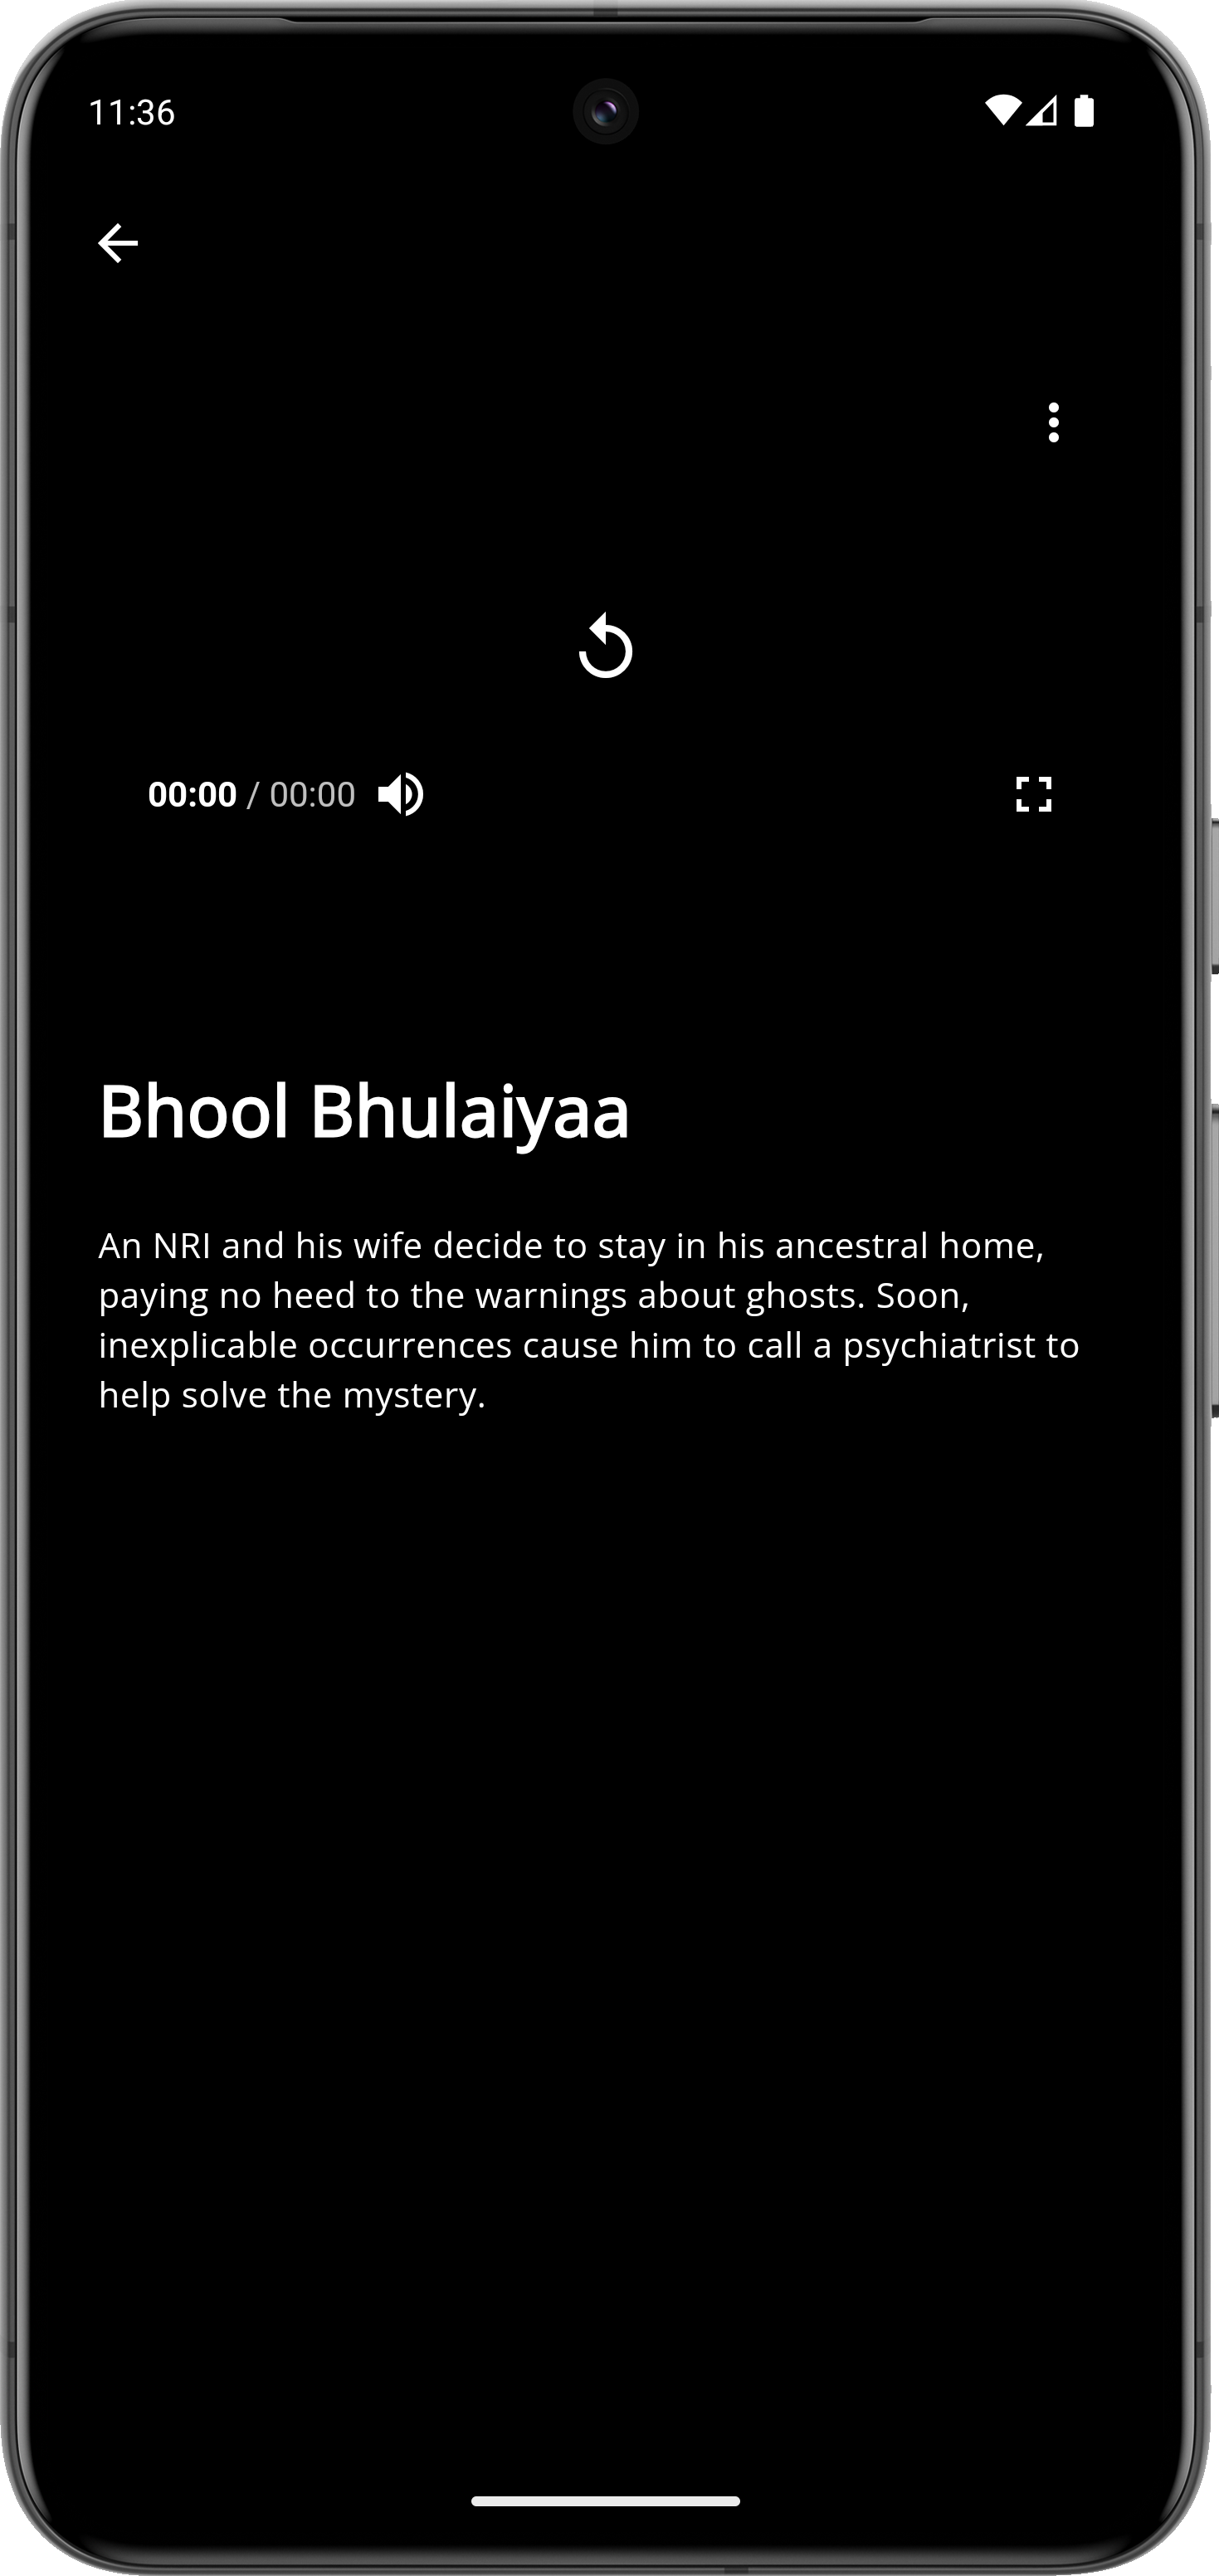 11:36
00:00 / 00:00
Bhool Bhulaiyaa
An NRI and his wife decide to stay in his ancestral home,
paying no heed to the warnings about ghosts. Soon,
inexplicable occurrences cause him to call a psychiatrist to
help solve the mystery.